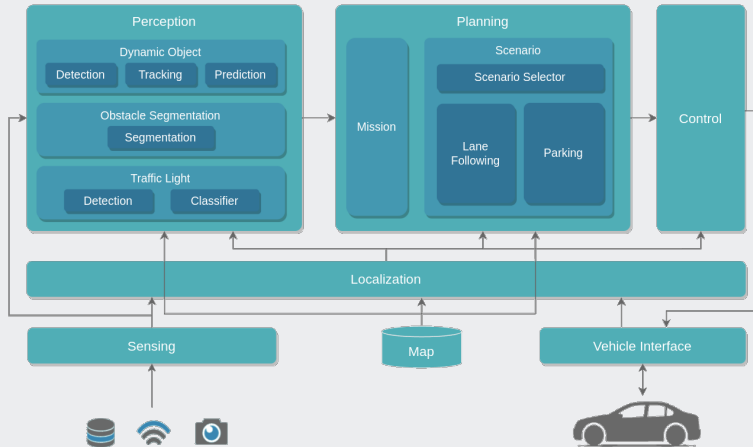 Perception
Dynamic Object
Detection
Tracking
Prediction
Obstacle Segmentation
Segmentation
Traffic Light
Detection
Classifier
Planning
Mission
Scenario
Scenario Selector
Lane
Following
Parking
Control
Localization
Sensing
Map
Vehicle Interface